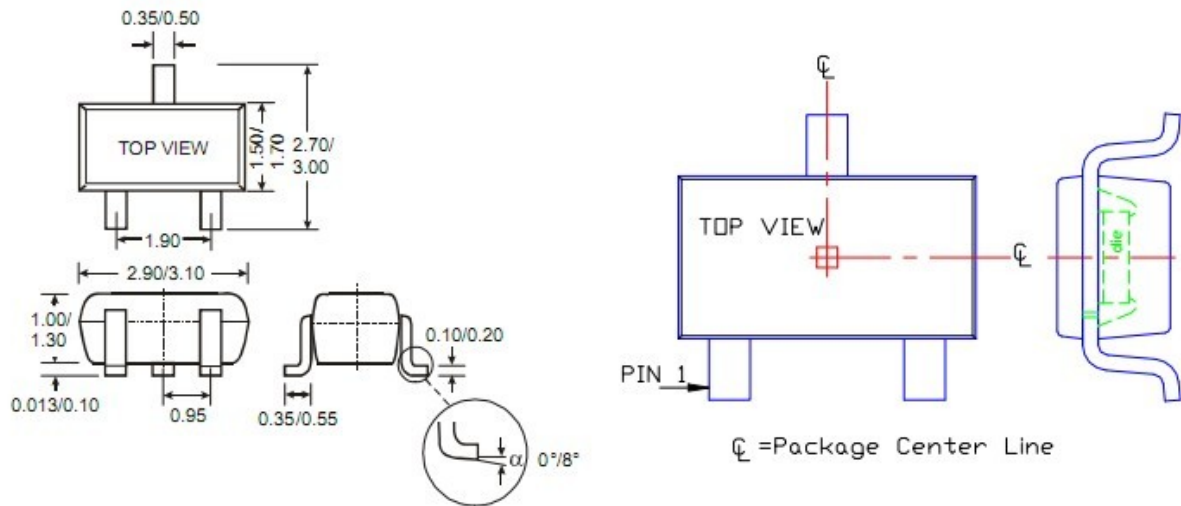 0.35/0.50
TOP VIEW
1.50/
1.70
2.70/
3.00
1.90
2.90/3.10
1.00/
1.30
0.013/0.10
0.95
0.10/0.20
0.35/0.55
α
0°/8°
℄
TOP VIEW
℄
die
PIN 1
℄ =Package Center Line